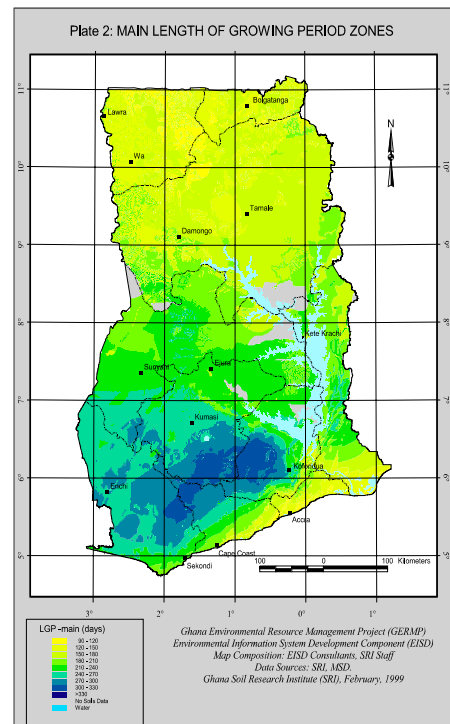 Plate 2: MAIN LENGTH OF GROWING PERIOD ZONES
11°
11°
10°
10°
9°
9°
8°
8°
7°
7°
6°
6°
5°
5°
N
Bolgatanga
Lawra
Wa
Tamale
Damongo
Kete Krachi
Sunyani
Ejura
Kumasi
Koforidua
Enchi
Accra
Cape Coast
Sekondi
100 0 100 Kilometers
3° 2° 1° 0° 1°
LGP -main (days)
90 -120
120-150
150-180
180-210
210-240
240-270
270 - 300
300-330
>330
No Soils Data
Water
Ghana Environmental Resource Management Project (GERMP)
Environmental Information System Development Component (EISD)
Map Composition: EISD Consultants, SRI Staff
Data Sources: SRI, MSD.
Ghana Soil Research Institute (SRI), February, 1999